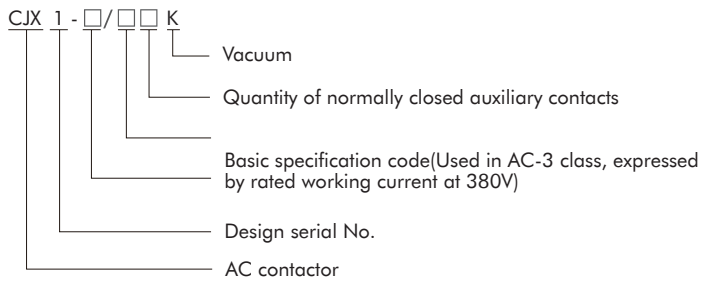 CJX 1 - □/□□ K
Vacuum
Quantity of normally closed auxiliary contacts
Basic specification code(Used in AC-3 class, expressed
by rated working current at 380V)
Design serial No.
AC contactor